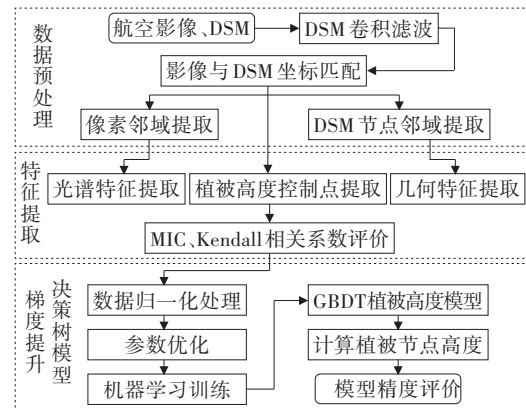 数据预处理
航空影像、DSM
DSM卷积滤波
影像与DSM坐标匹配
像素邻域提取
DSM节点邻域提取
特征提取
光谱特征提取
植被高度控制点提取
几何特征提取
MIC、Kendall相关系数评价
梯度提升
决策树模型
数据归一化处理
参数优化
机器学习训练
GBDT植被高度模型
计算植被节点高度
模型精度评价